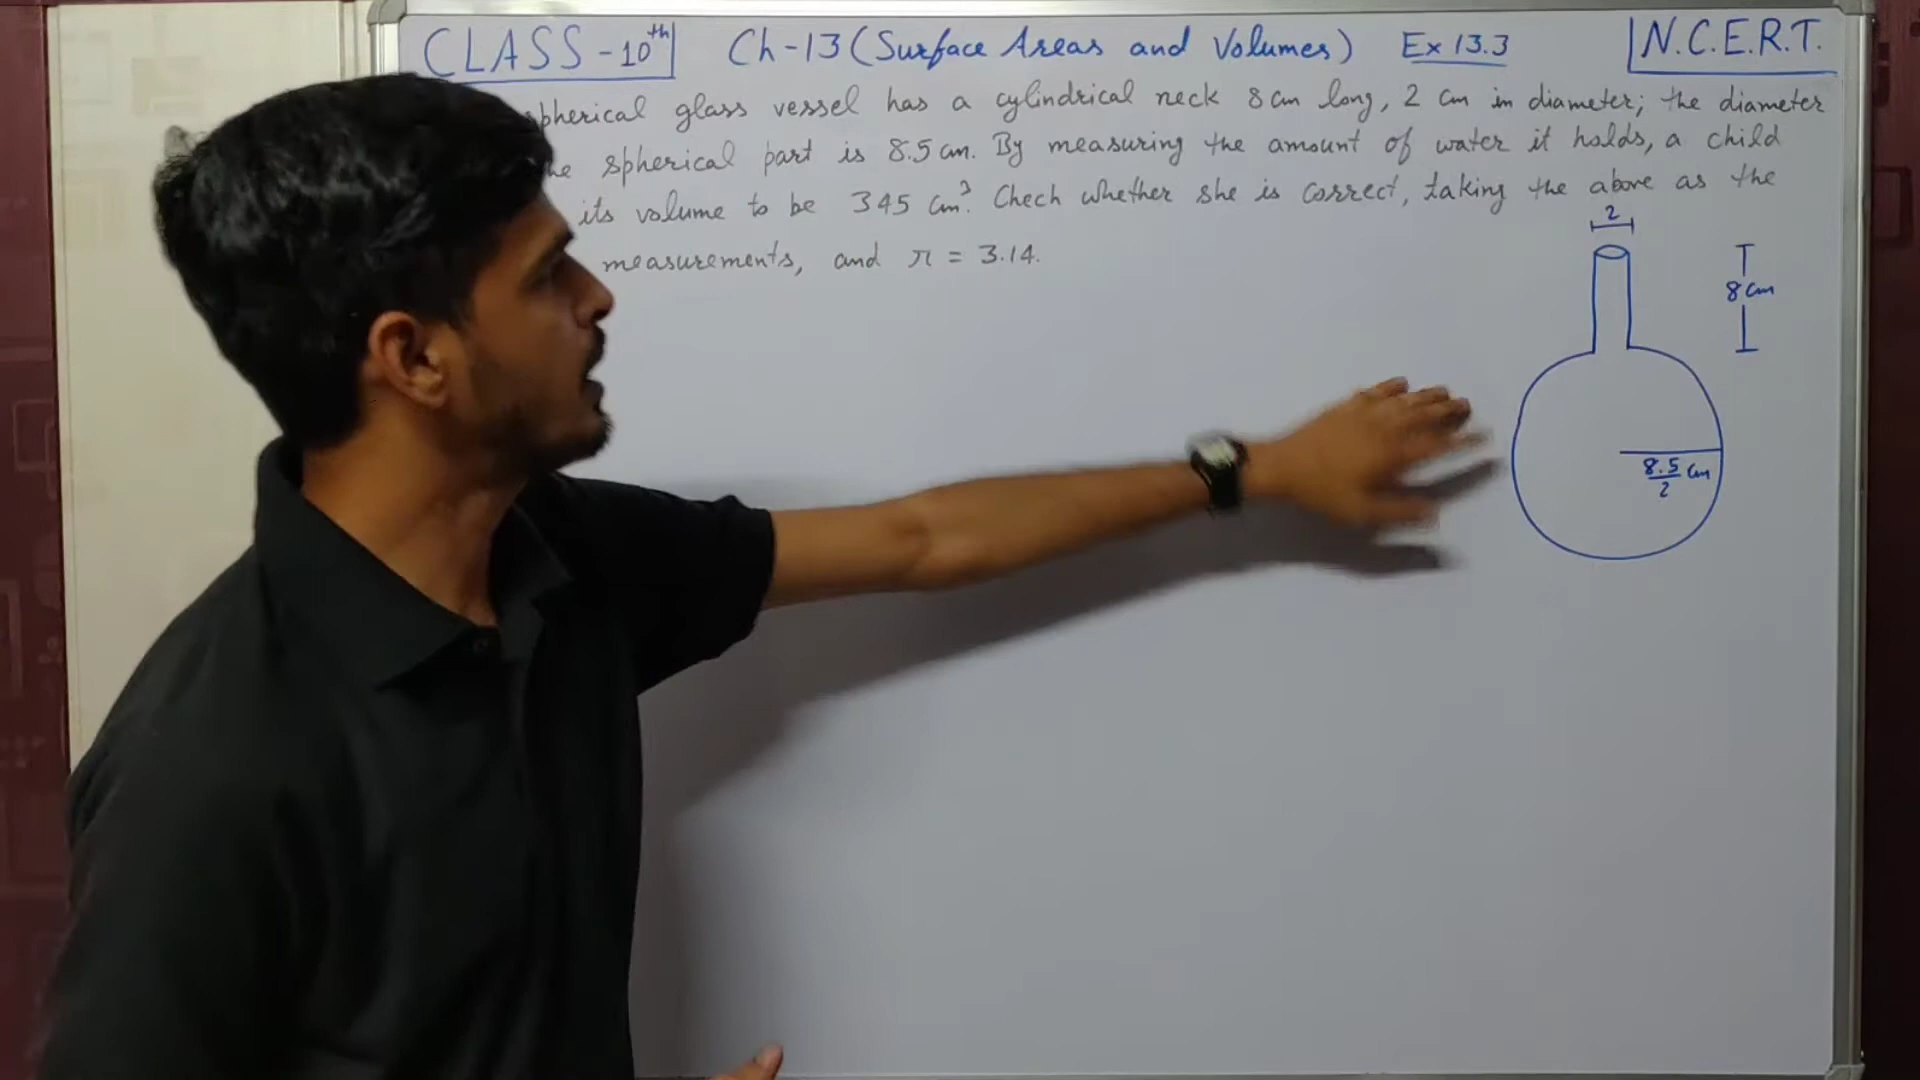 CLASS - 10th Ch-13 (Surface Areas and Volumes) Ex 13.3 N.C.E.R.T.
spherical glass vessel has a cylindrical neck 8 cm long, 2 cm in diameter; the diameter
spherical part is 8.5 cm. By measuring the amount of water it holds, a child
its volume to be 345 cm³. Chech whether she is correct, taking the above as the
measurements, and π = 3.14.
2
8 cm
8.5/2 cm